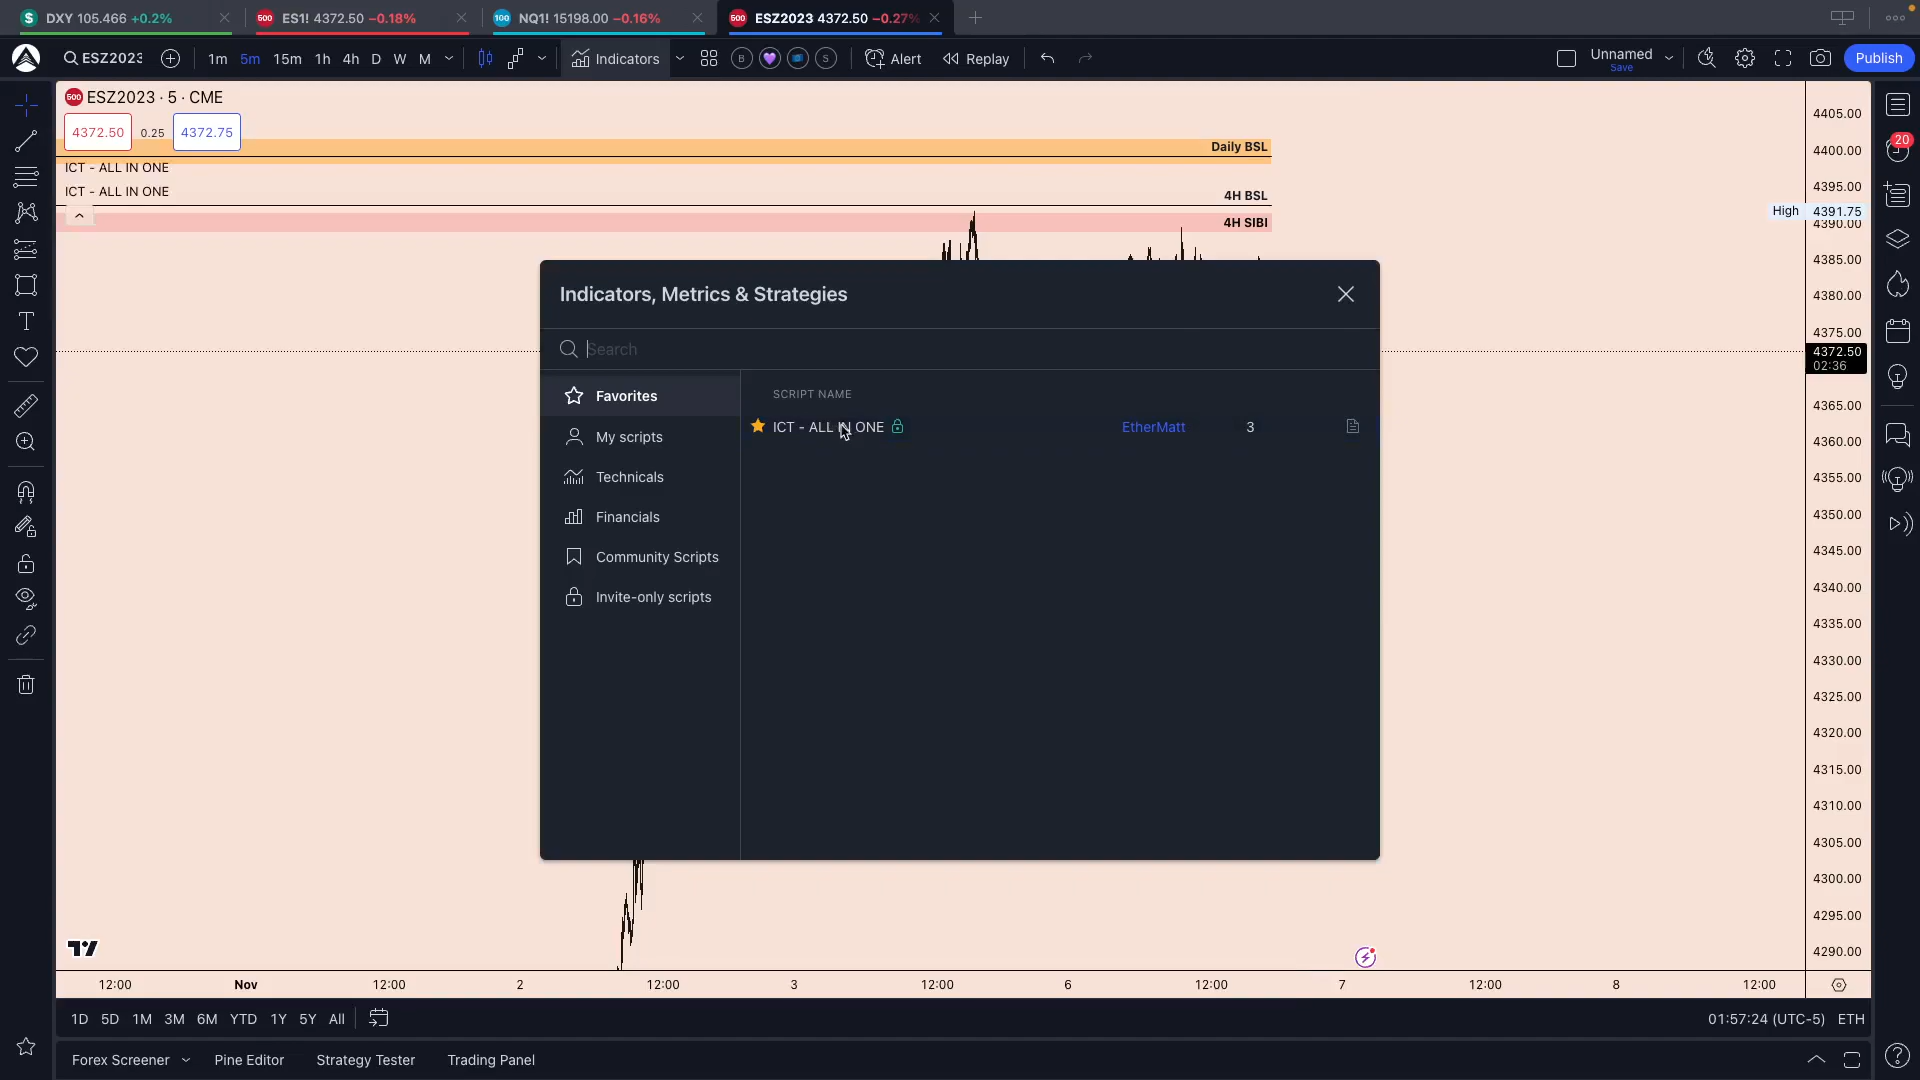 DXY 105.466 +0.2%
ES1! 4372.50 −0.18%
NQ1! 15198.00 −0.16%
ESZ2023 4372.50 −0.27%
ESZ2023
1m 5m 15m 1h 4h D W M
Indicators
B
S
Alert
Replay
Unnamed
Save
Publish
ESZ2023 · 5 · CME
4372.50 0.25 4372.75
Daily BSL
ICT - ALL IN ONE
ICT - ALL IN ONE
4H BSL
4H SIBI
High 4391.75
4405.00
4400.00
4395.00
4390.00
4385.00
4380.00
4375.00
4372.50
02:36
4365.00
4360.00
4355.00
4350.00
4345.00
4340.00
4335.00
4330.00
4325.00
4320.00
4315.00
4310.00
4305.00
4300.00
4295.00
4290.00
20
Indicators, Metrics & Strategies
Search
Favorites
My scripts
Technicals
Financials
Community Scripts
Invite-only scripts
SCRIPT NAME
ICT - ALL IN ONE EtherMatt 3
12:00 Nov 12:00 2 12:00 3 12:00 6 12:00 7 12:00 8 12:00
1D 5D 1M 3M 6M YTD 1Y 5Y All
01:57:24 (UTC-5) ETH
Forex Screener Pine Editor Strategy Tester Trading Panel